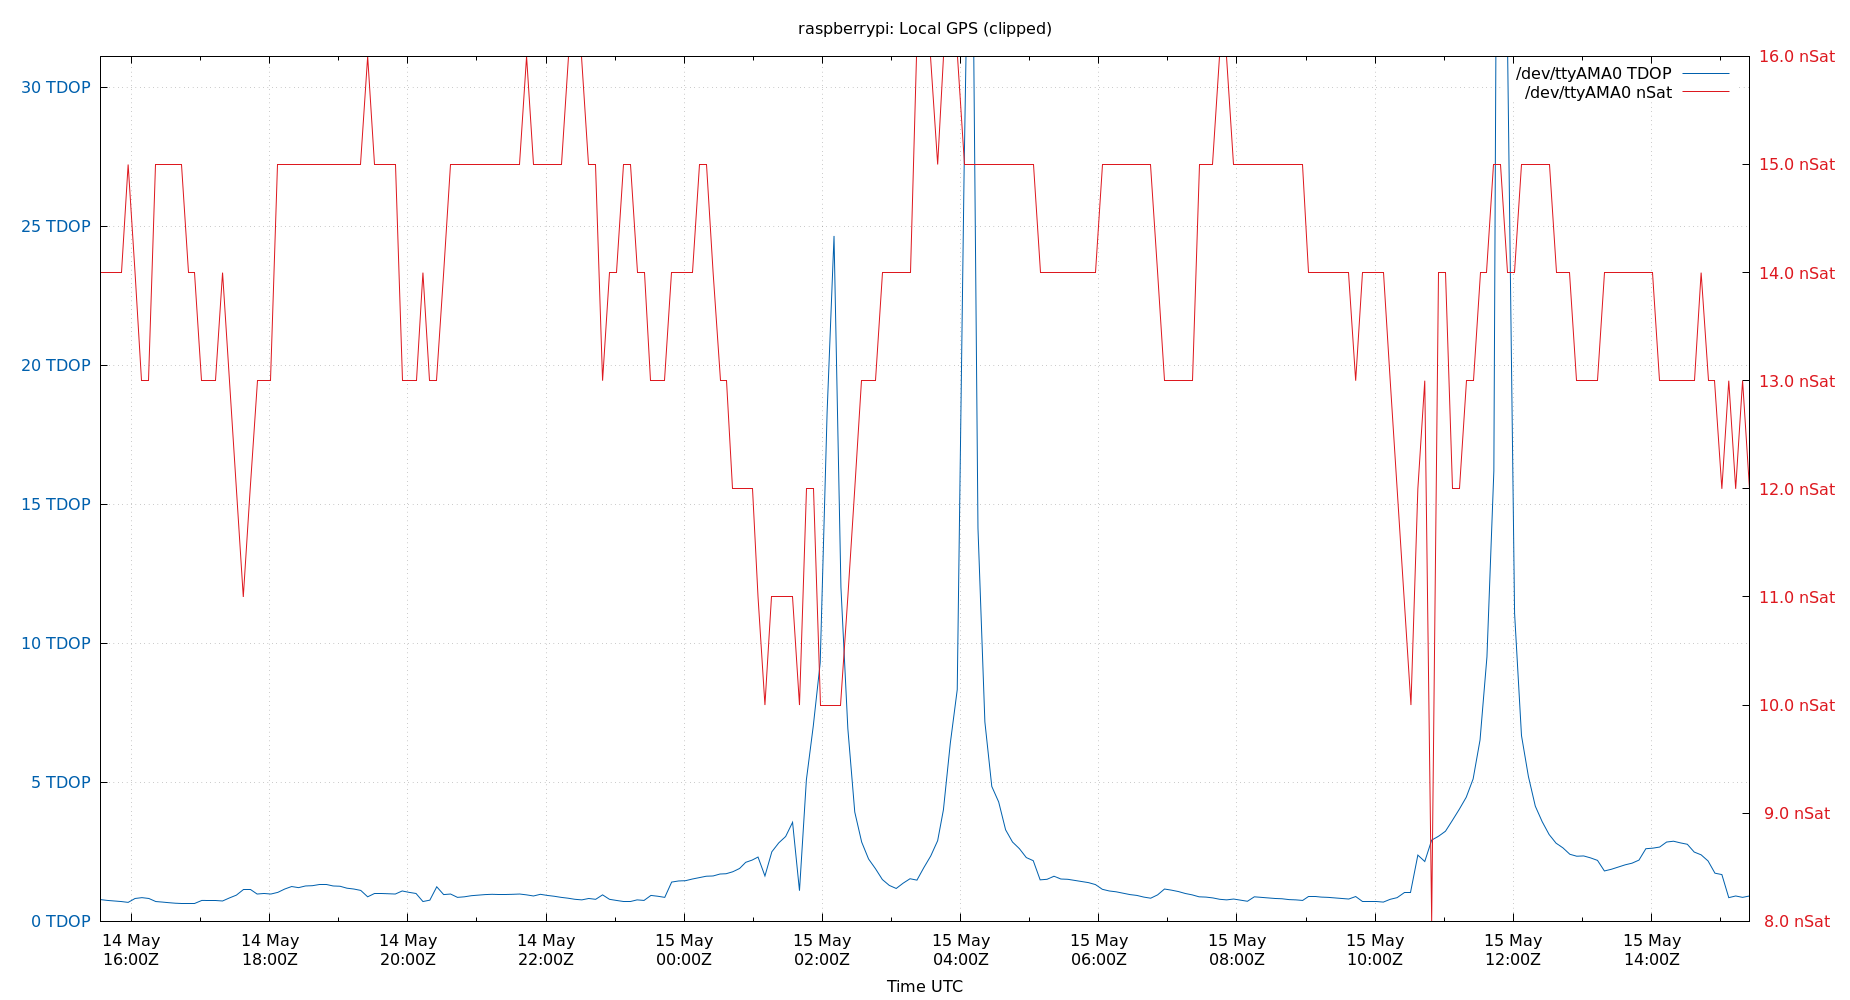 raspberrypi: Local GPS (clipped)
/dev/ttyAMA0 TDOP
/dev/ttyAMA0 nSat
30 TDOP
25 TDOP
20 TDOP
15 TDOP
10 TDOP
5 TDOP
0 TDOP
16.0 nSat
15.0 nSat
14.0 nSat
13.0 nSat
12.0 nSat
11.0 nSat
10.0 nSat
9.0 nSat
8.0 nSat
14 May
16:00Z
14 May
18:00Z
14 May
20:00Z
14 May
22:00Z
15 May
00:00Z
15 May
02:00Z
15 May
04:00Z
15 May
06:00Z
15 May
08:00Z
15 May
10:00Z
15 May
12:00Z
15 May
14:00Z
Time UTC